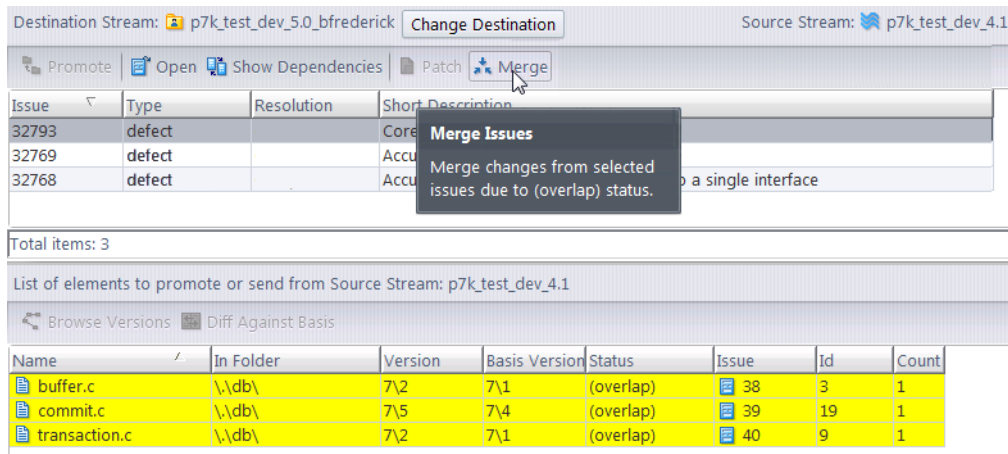 Destination Stream: p7k_test_dev_5.0_bfrederick Change Destination Source Stream: p7k_test_dev_4.1
Promote Open Show Dependencies Patch Merge
Issue Type Resolution Short Description
32793 defect Core
32769 defect Accu
32768 defect Accu o a single interface
Merge Issues
Merge changes from selected
issues due to (overlap) status.
Total items: 3
List of elements to promote or send from Source Stream: p7k_test_dev_4.1
Browse Versions Diff Against Basis
Name In Folder Version Basis Version Status Issue Id Count
buffer.c \.\db\ 7\2 7\1 (overlap) 38 3 1
commit.c \.\db\ 7\5 7\4 (overlap) 39 19 1
transaction.c \.\db\ 7\2 7\1 (overlap) 40 9 1